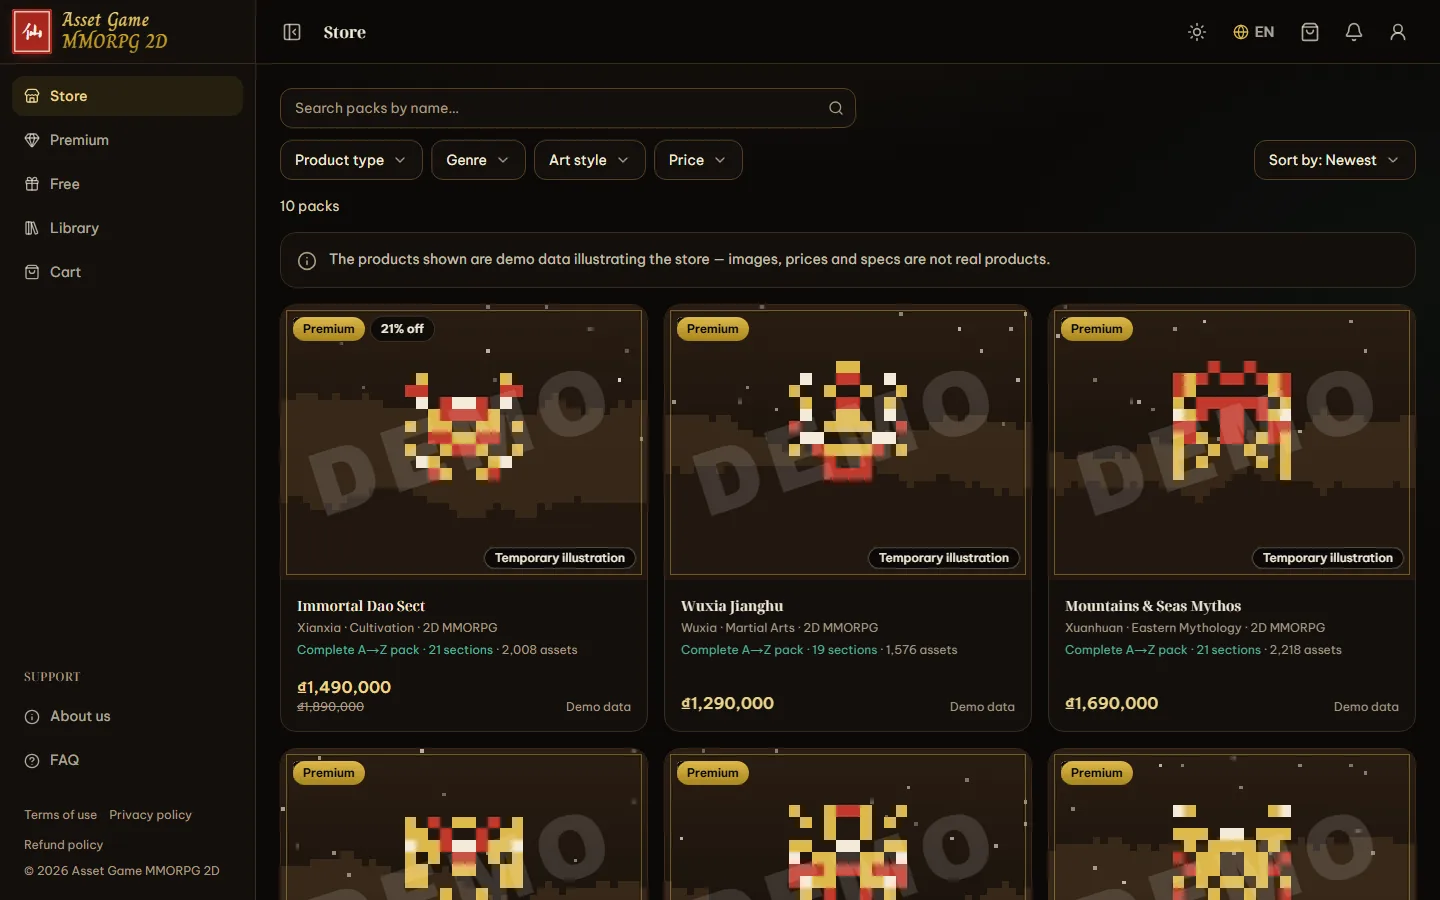 仙
Asset Game
MMORPG 2D
Store
EN
Store
Premium
Free
Library
Cart
Search packs by name...
Product type
Genre
Art style
Price
Sort by: Newest
10 packs
The products shown are demo data illustrating the store — images, prices and specs are not real products.
Premium
21% off
DEMO
Temporary illustration
Immortal Dao Sect
Xianxia · Cultivation · 2D MMORPG
Complete A→Z pack · 21 sections · 2,008 assets
₫1,490,000
₫1,890,000
Demo data
Premium
DEMO
Temporary illustration
Wuxia Jianghu
Wuxia · Martial Arts · 2D MMORPG
Complete A→Z pack · 19 sections · 1,576 assets
₫1,290,000
Demo data
Premium
DEMO
Temporary illustration
Mountains & Seas Mythos
Xuanhuan · Eastern Mythology · 2D MMORPG
Complete A→Z pack · 21 sections · 2,218 assets
₫1,690,000
Demo data
Premium
DEMO
Premium
DEMO
Premium
DEMO
SUPPORT
About us
FAQ
Terms of use Privacy policy
Refund policy
© 2026 Asset Game MMORPG 2D